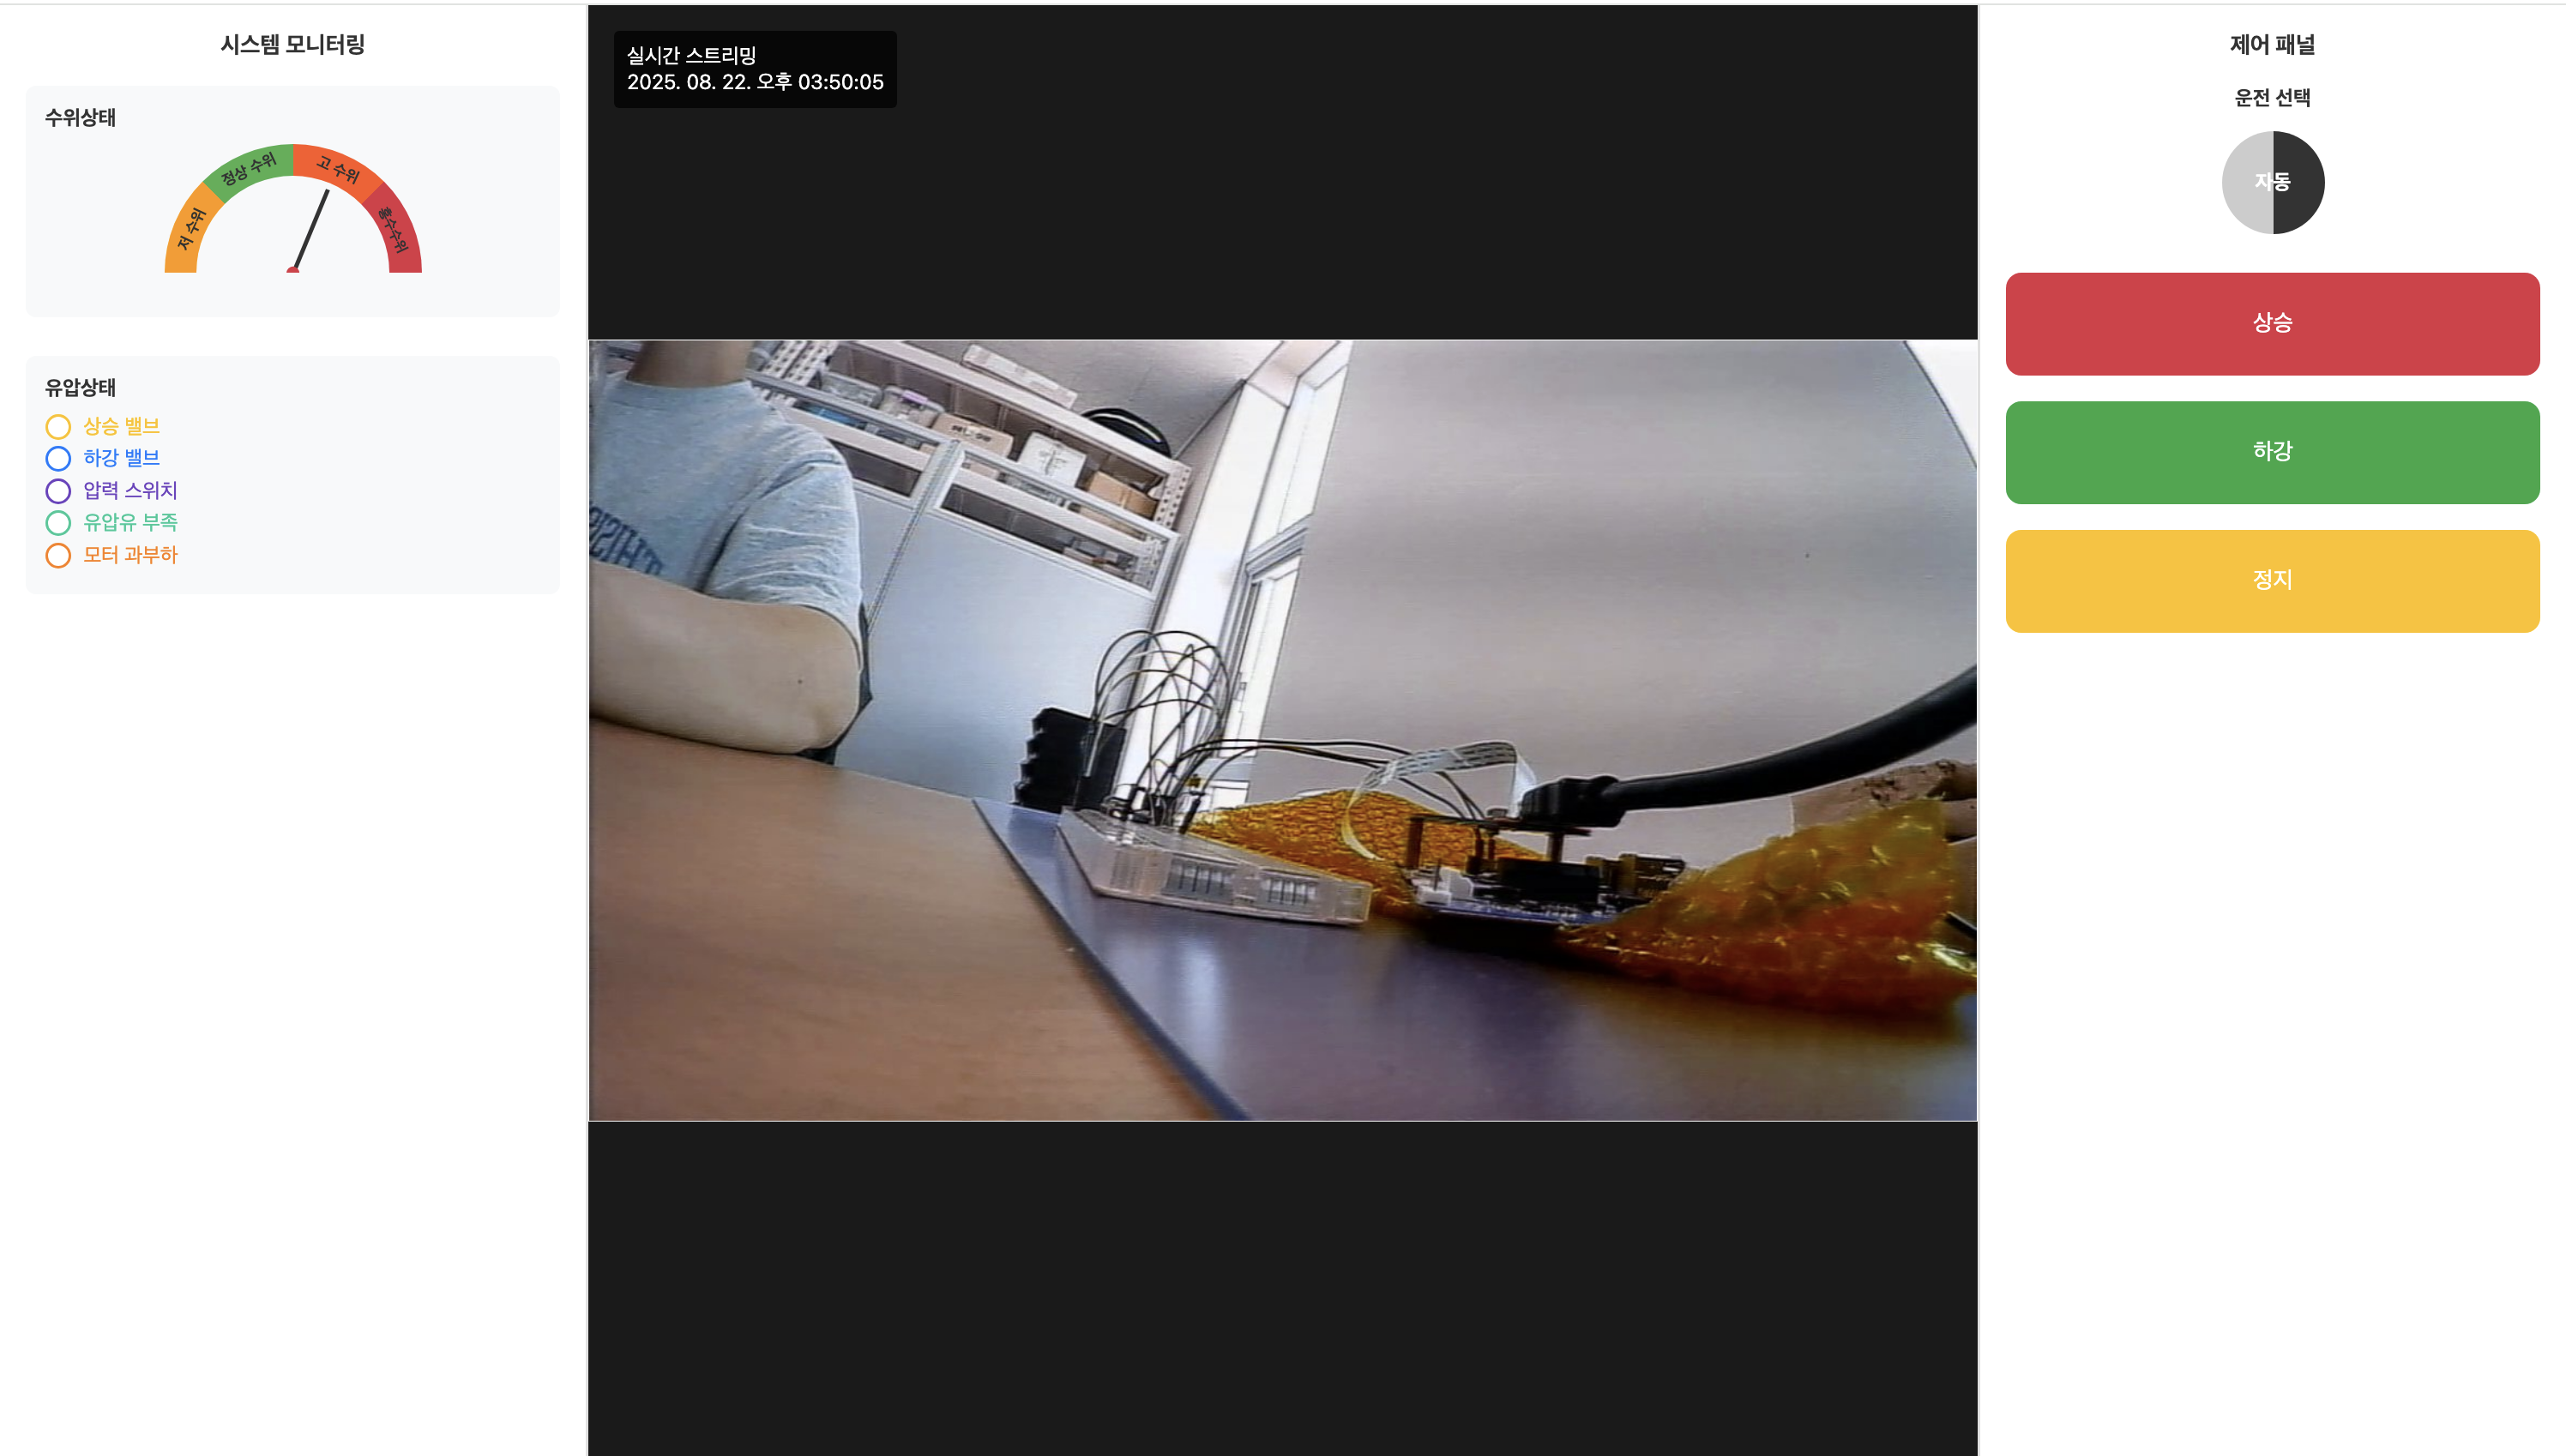 시스템 모니터링
수위상태
저 수위
정상 수위
고 수위
홍수수위
유압상태
상승 밸브
하강 밸브
압력 스위치
유압유 부족
모터 과부하
실시간 스트리밍
2025. 08. 22. 오후 03:50:05
제어 패널
운전 선택
자동
상승
하강
정지